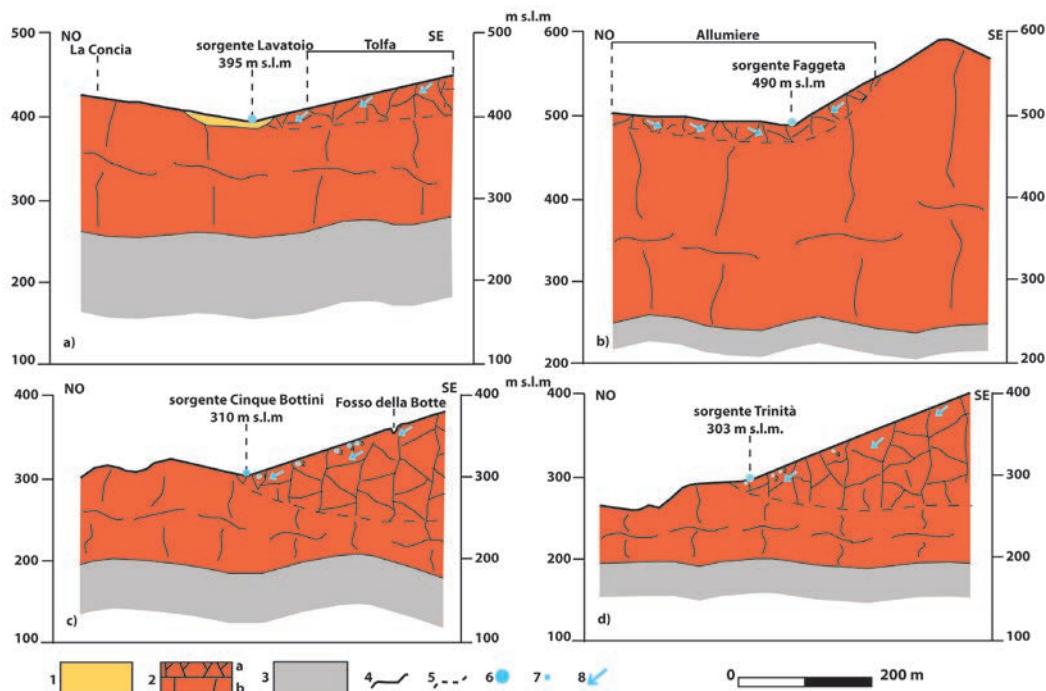 m s.l.m
500
NO
La Concia
sorgente Lavatoio
395 m s.l.m
Tolfa
SE
500
400
400
300
300
200
200
100
a)
100
600
NO
Allumiere
SE
600
sorgente Faggeta
490 m s.l.m
500
500
400
400
300
300
200
b)
200
m s.l.m
400
NO
sorgente Cinque Bottini
310 m s.l.m
Fosso della Botte
SE
400
300
300
200
200
100
c)
100
400
NO
sorgente Trinità
303 m s.l.m.
SE
400
300
300
200
200
100
d)
100
1
2
a
b
3
4
5
6
7
8
0
200 m